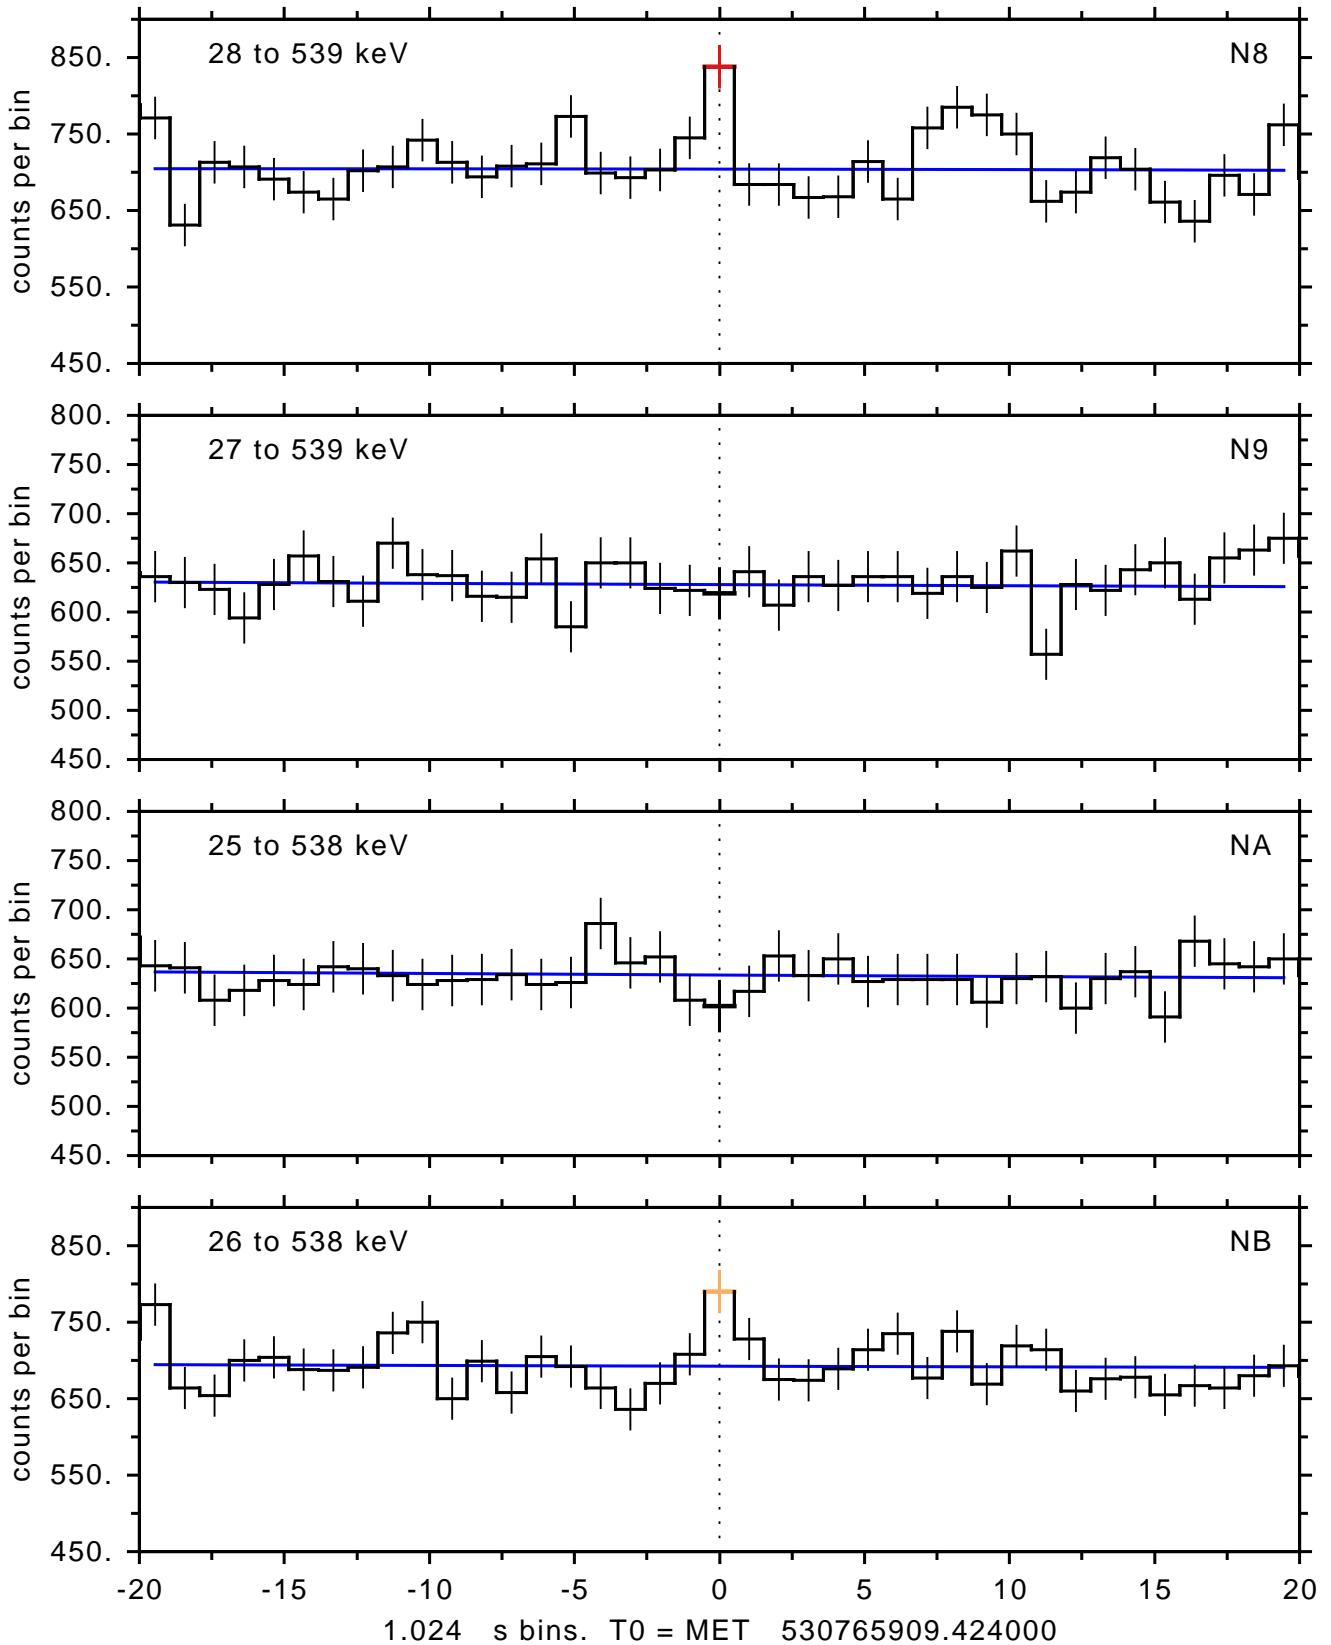 28 to 539 keV N8
850.
750.
650.
550.
450.
counts per bin
27 to 539 keV N9
800.
750.
700.
650.
600.
550.
500.
450.
counts per bin
25 to 538 keV NA
800.
750.
700.
650.
600.
550.
500.
450.
counts per bin
26 to 538 keV NB
850.
750.
650.
550.
450.
counts per bin
-20 -15 -10 -5 0 5 10 15 20
1.024 s bins. T0 = MET 530765909.424000